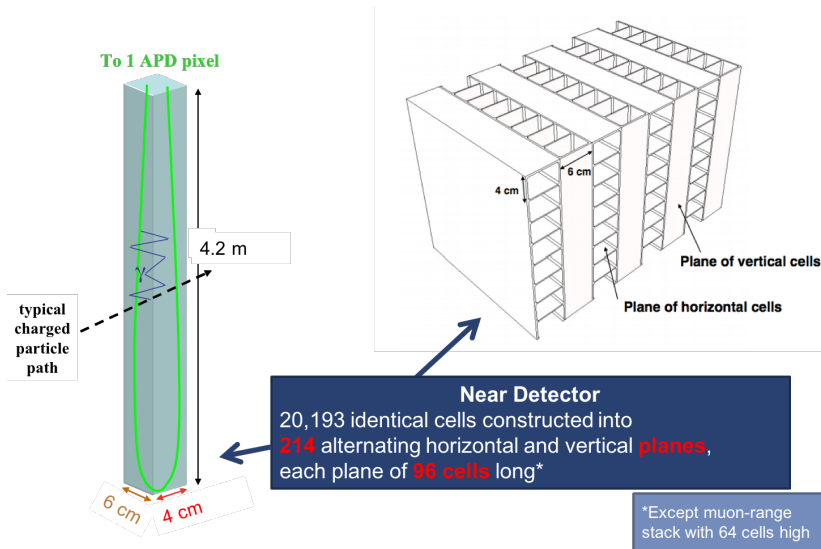 To 1 APD pixel
γ
4.2 m
typical
charged
particle
path
6 cm
4 cm
6 cm
4 cm
Plane of vertical cells
Plane of horizontal cells
Near Detector
20,193 identical cells constructed into
214 alternating horizontal and vertical planes,
each plane of 96 cells long*
*Except muon-range
stack with 64 cells high